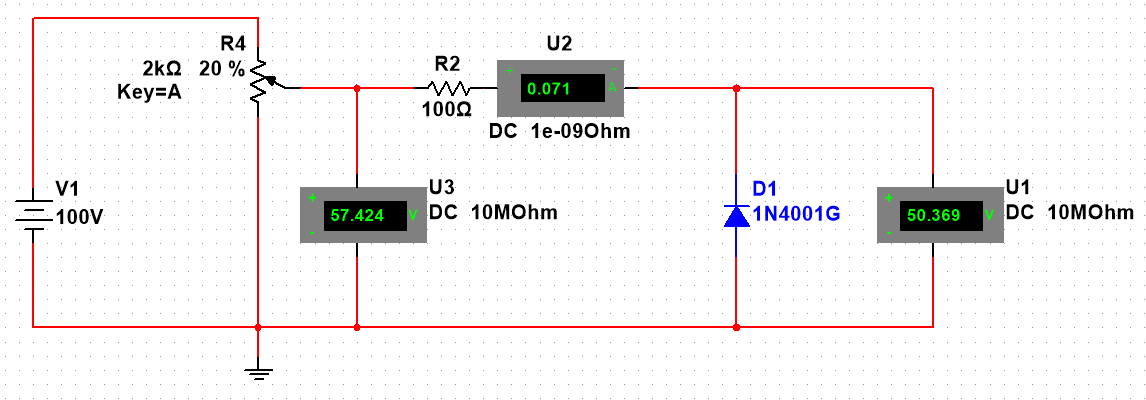 R4
2kΩ 20 %
Key=A
R2
100Ω
U2
+ -
0.071 A
DC 1e-09Ohm
V1
100V
U3
+
57.424 V
-
DC 10MOhm
D1
1N4001G
U1
+
50.369 V
-
DC 10MOhm